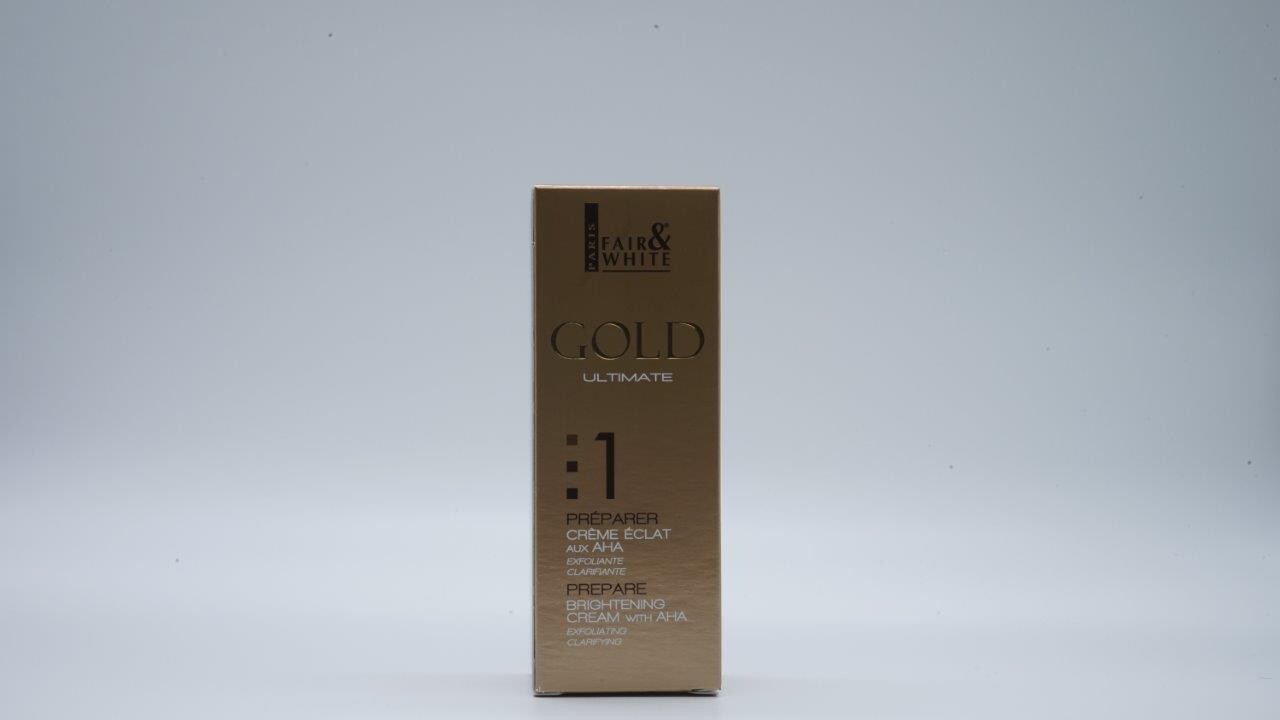 PARIS
FAIR&®
WHITE
GOLD
ULTIMATE
1
PRÉPARER
CRÈME ÉCLAT
AUX AHA
EXFOLIANTE
CLARIFIANTE
PREPARE
BRIGHTENING
CREAM WITH AHA
EXFOLIATING
CLARIFYING